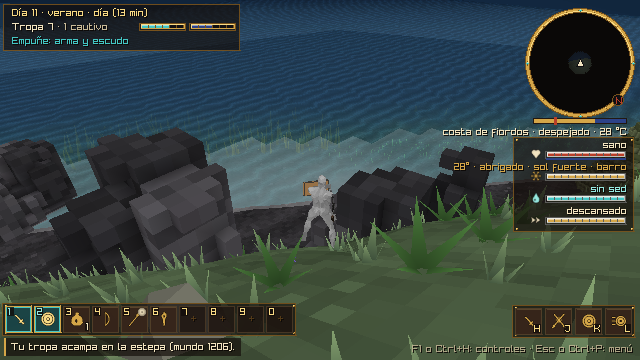 Día 11 · verano · día (13 min)
Tropa 7 · 1 cautivo
Empuñe: arma y escudo
N
costa de fiordos · despejado · 28 °C
sano
28° · abrigado · sol fuerte · barro
sin sed
descansado
1 2 3 1 4 5 6 7 8 9 0
H J K L
Tu tropa acampa en la estepa (mundo 1206).
F1 o Ctrl+H: controles · Esc o Ctrl+P: menú